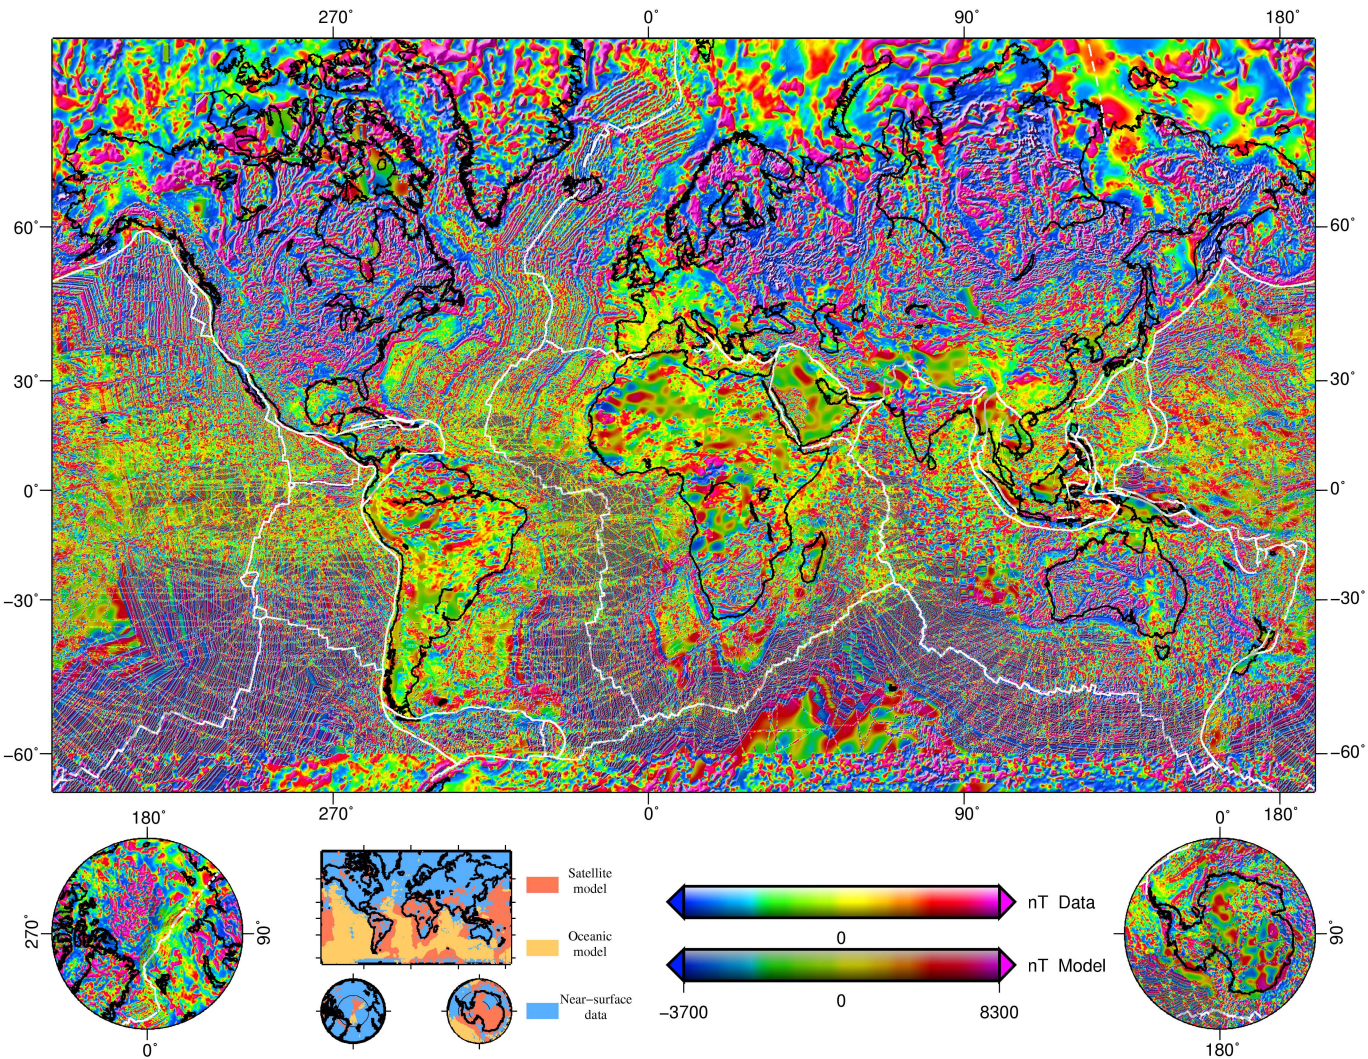 270° 0° 90° 180°
60° 60°
30° 30°
0° 0°
−30° −30°
−60° −60°
270° 0° 90° 180°
180° 0°
270° 90° 90°
0° 180°
Satellite
model
Oceanic
model
Near−surface
data
nT Data
0
nT Model
−3700 0 8300